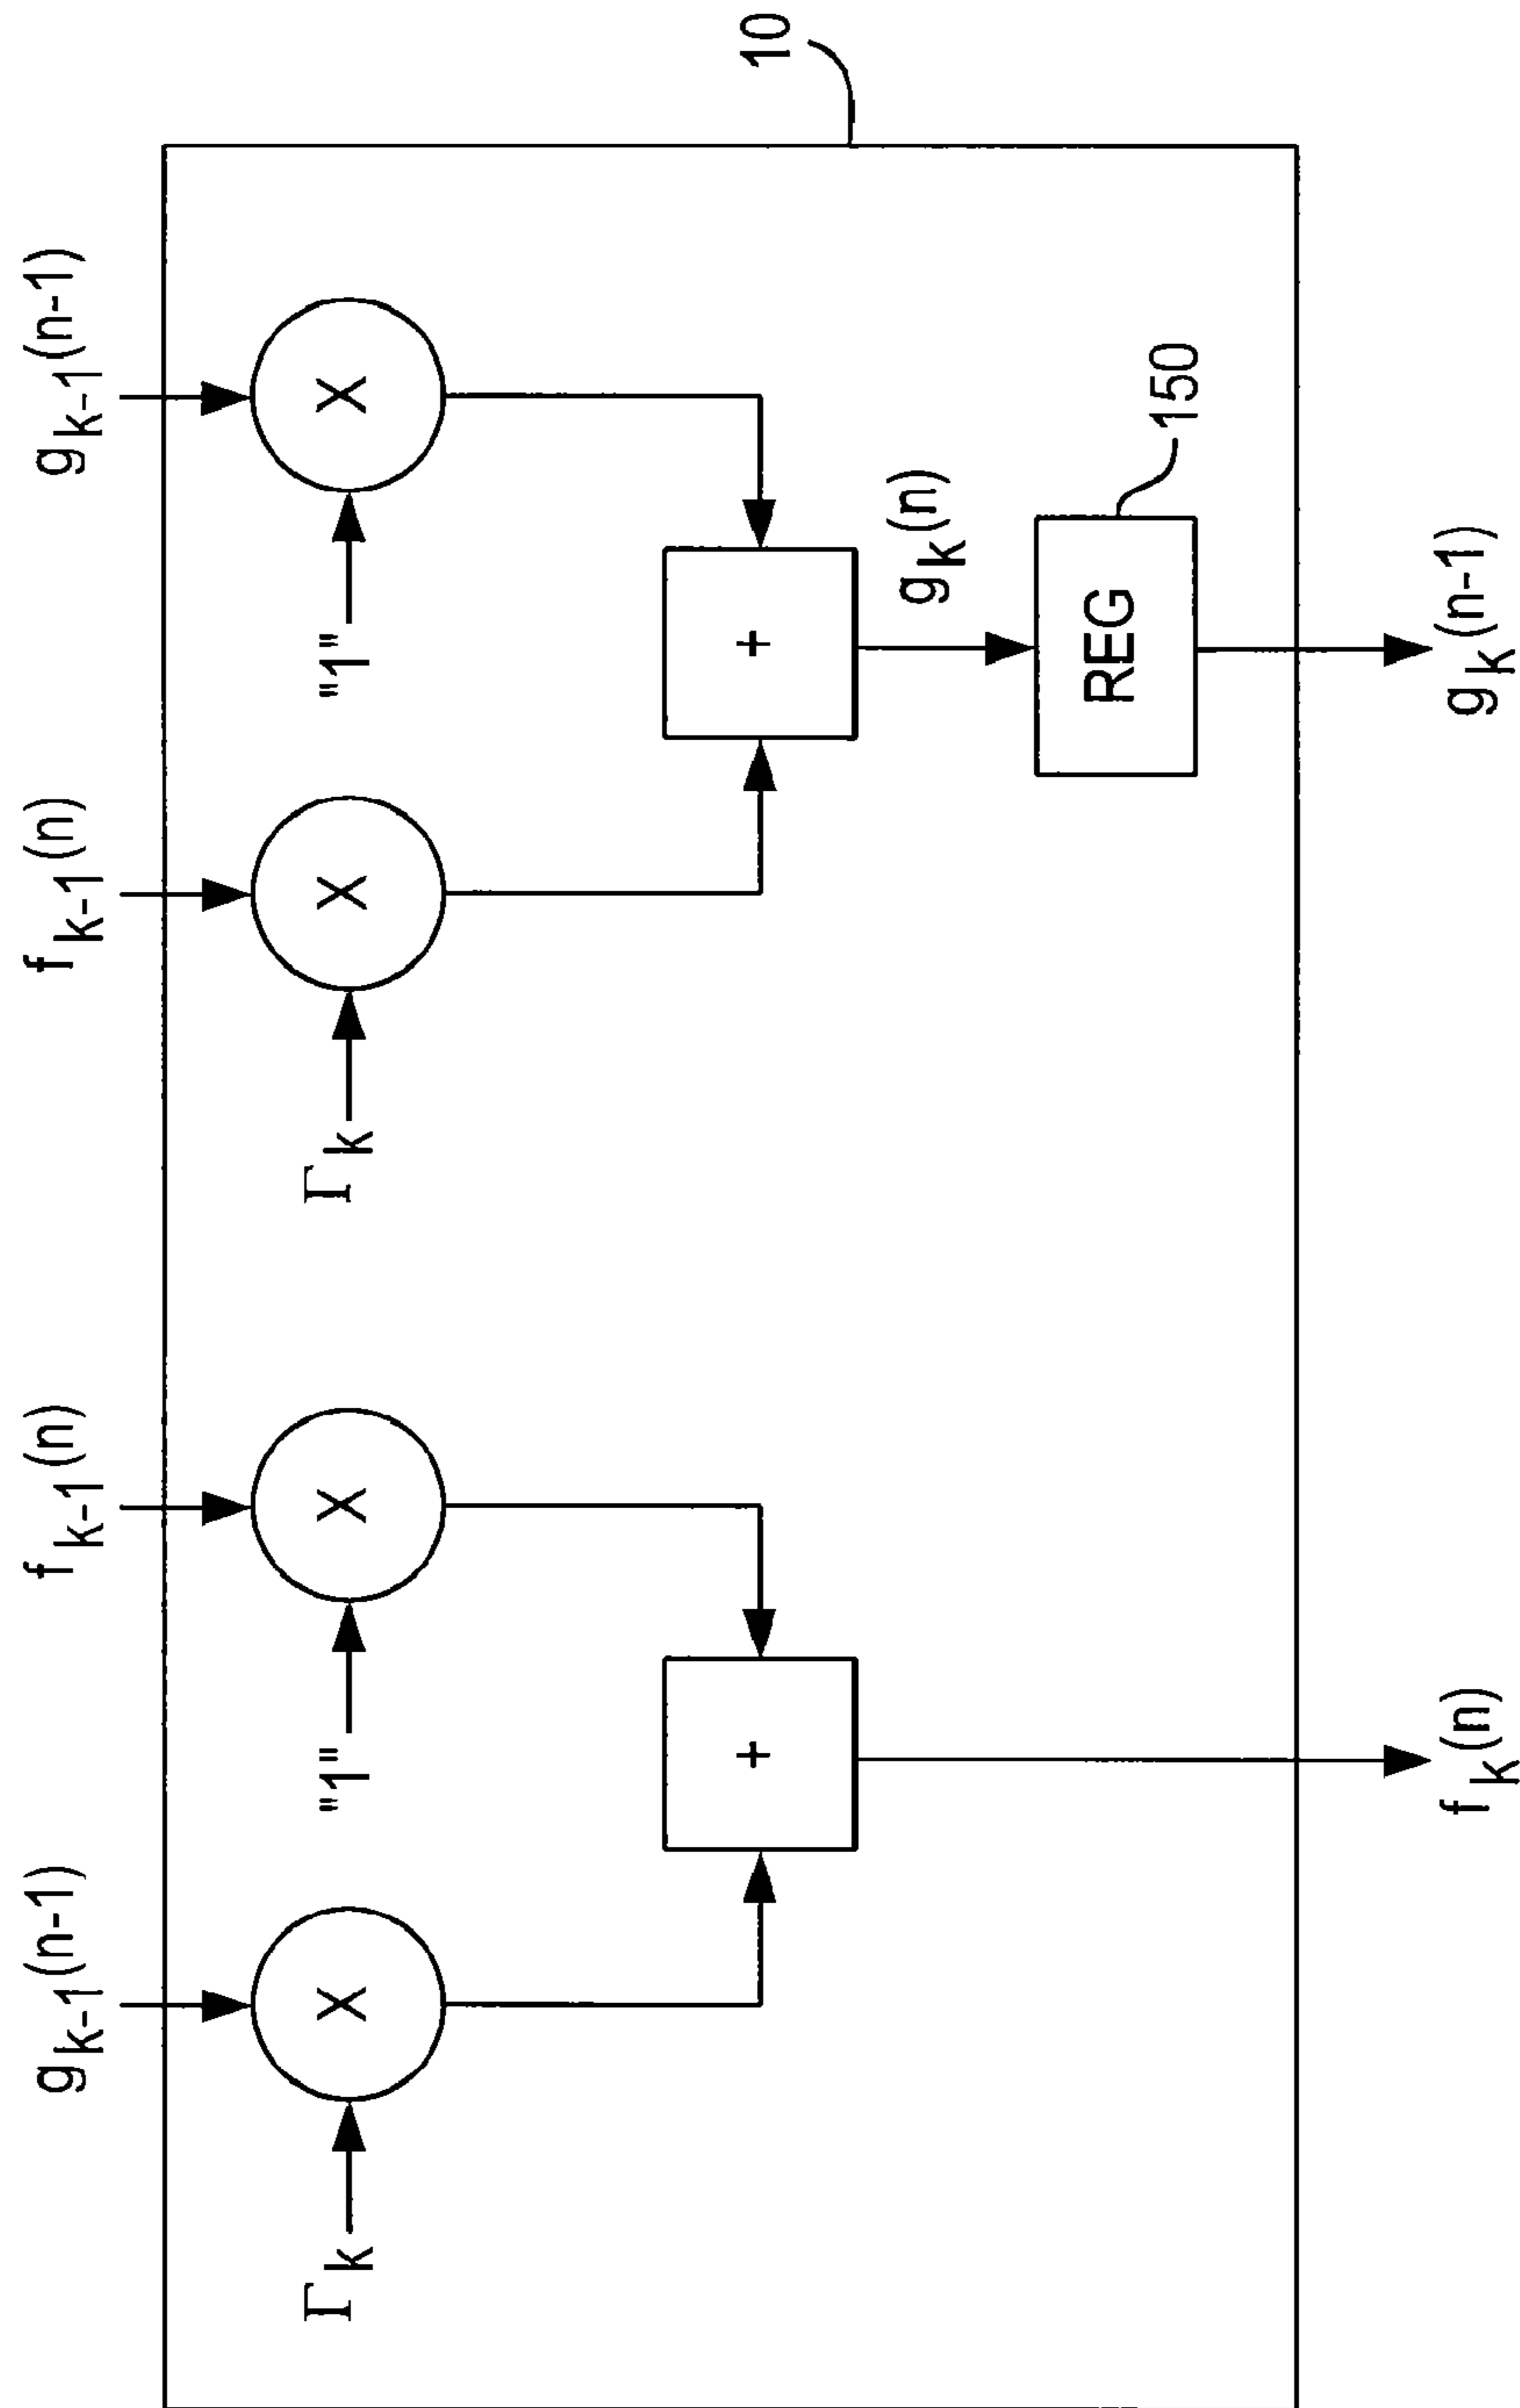 g_{k-1}(n-1) f_{k-1}(n) f_{k-1}(n) g_{k-1}(n-1)
Γ_k X "1" X Γ_k X "1" X
10
+ +
g_k(n)
REG
150
f_k(n) g_k(n-1)